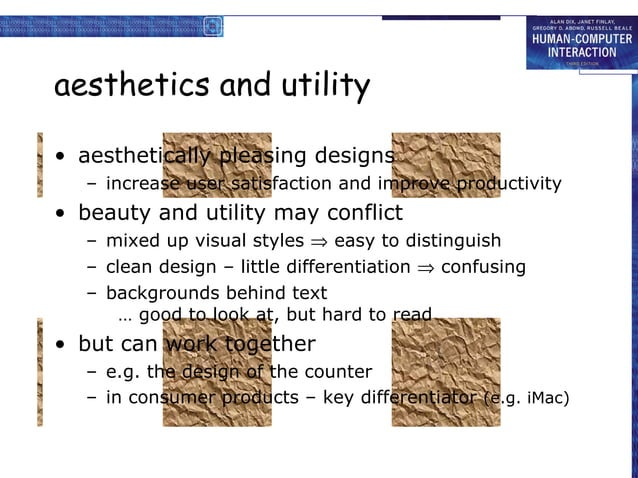 ALAN DIX, JANET FINLAY,
GREGORY D. ABOWD, RUSSELL BEALE
HUMAN-COMPUTER
INTERACTION
THIRD EDITION
aesthetics and utility
• aesthetically pleasing designs
– increase user satisfaction and improve productivity
• beauty and utility may conflict
– mixed up visual styles ⇒ easy to distinguish
– clean design – little differentiation ⇒ confusing
– backgrounds behind text
… good to look at, but hard to read
• but can work together
– e.g. the design of the counter
– in consumer products – key differentiator (e.g. iMac)